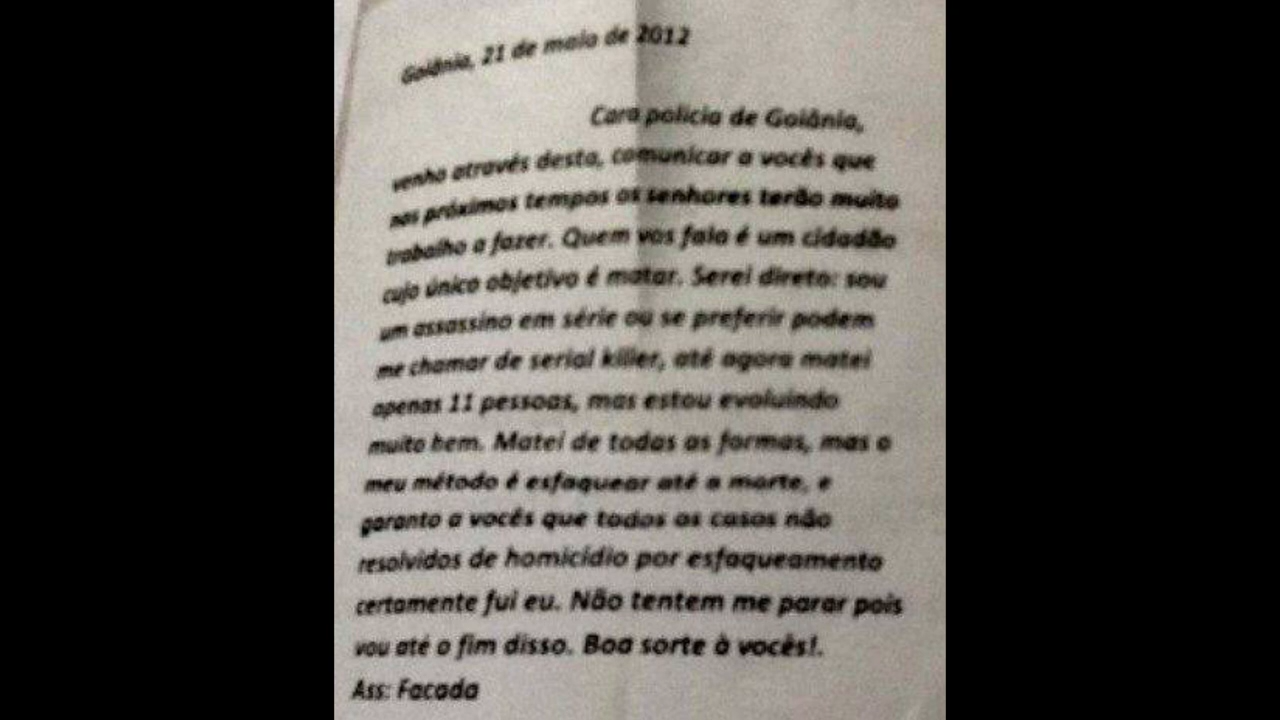 Goiânia, 21 de maio de 2012
Cara policia de Goiânia,
venho através desta, comunicar a vocês que
nos próximos tempos os senhores terão muito
trabalho a fazer. Quem vos fala é um cidadão
cujo único objetivo é matar. Serei direto: sou
um assassino em série ou se preferir podem
me chamar de serial killer, até agora matei
apenas 11 pessoas, mas estou evoluindo
muito bem. Matei de todas as formas, mas o
meu método é esfaquear até a morte, e
garanto a vocês que todos os casos não
resolvidos de homicídio por esfaqueamento
certamente fui eu. Não tentem me parar pois
vou até o fim disso. Boa sorte à vocês!.
Ass: Facada